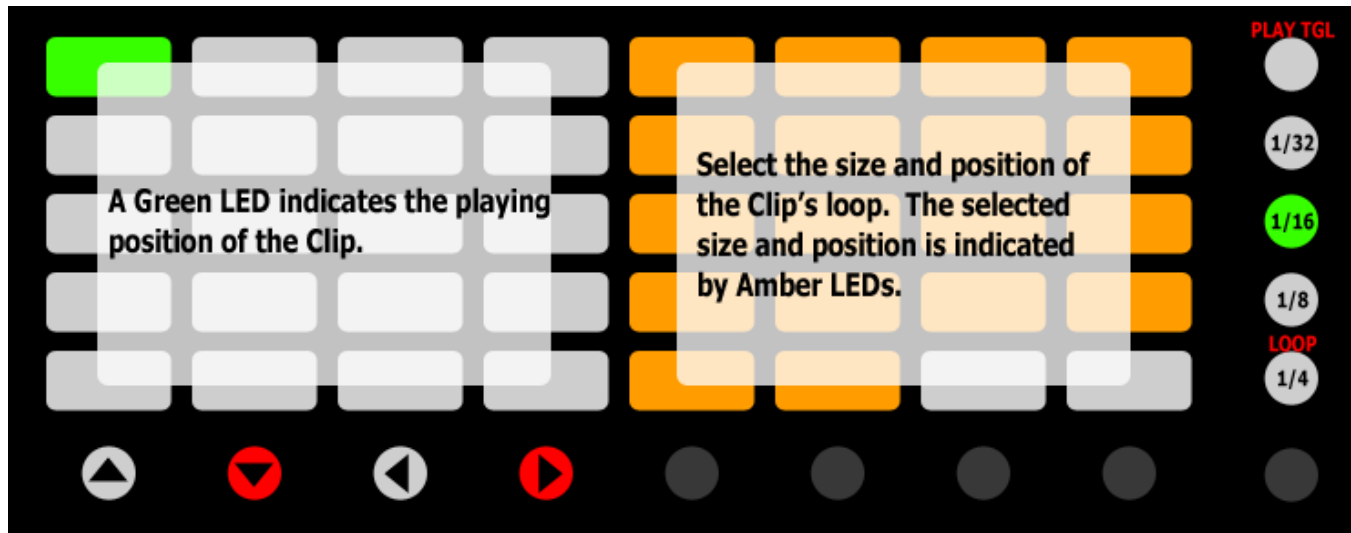 PLAY TGL
1/32
A Green LED indicates the playing
position of the Clip.
Select the size and position of
the Clip's loop.  The selected
size and position is indicated
by Amber LEDs.
1/16
1/8
LOOP
1/4